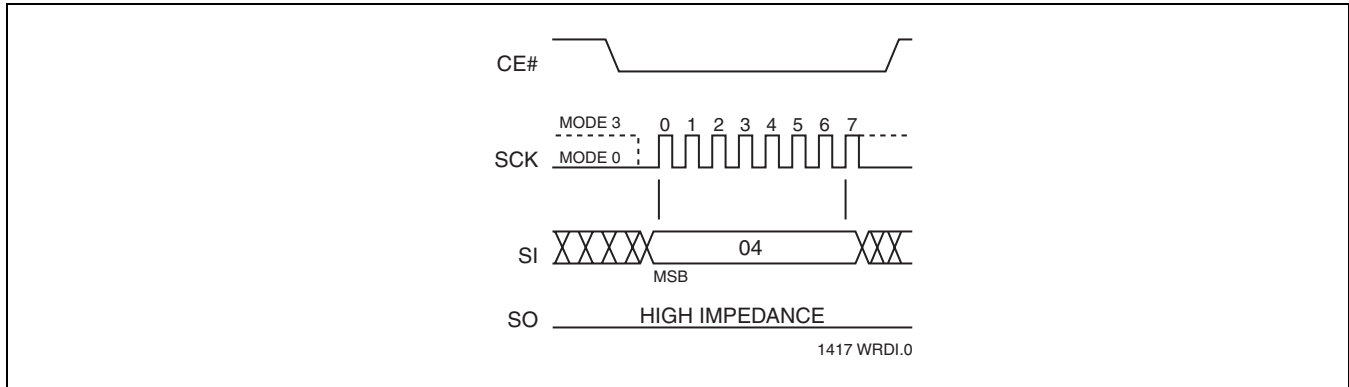 CE#
MODE 3
0 1 2 3 4 5 6 7
SCK
MODE 0
SI
04
MSB
SO
HIGH IMPEDANCE
1417 WRDI.0